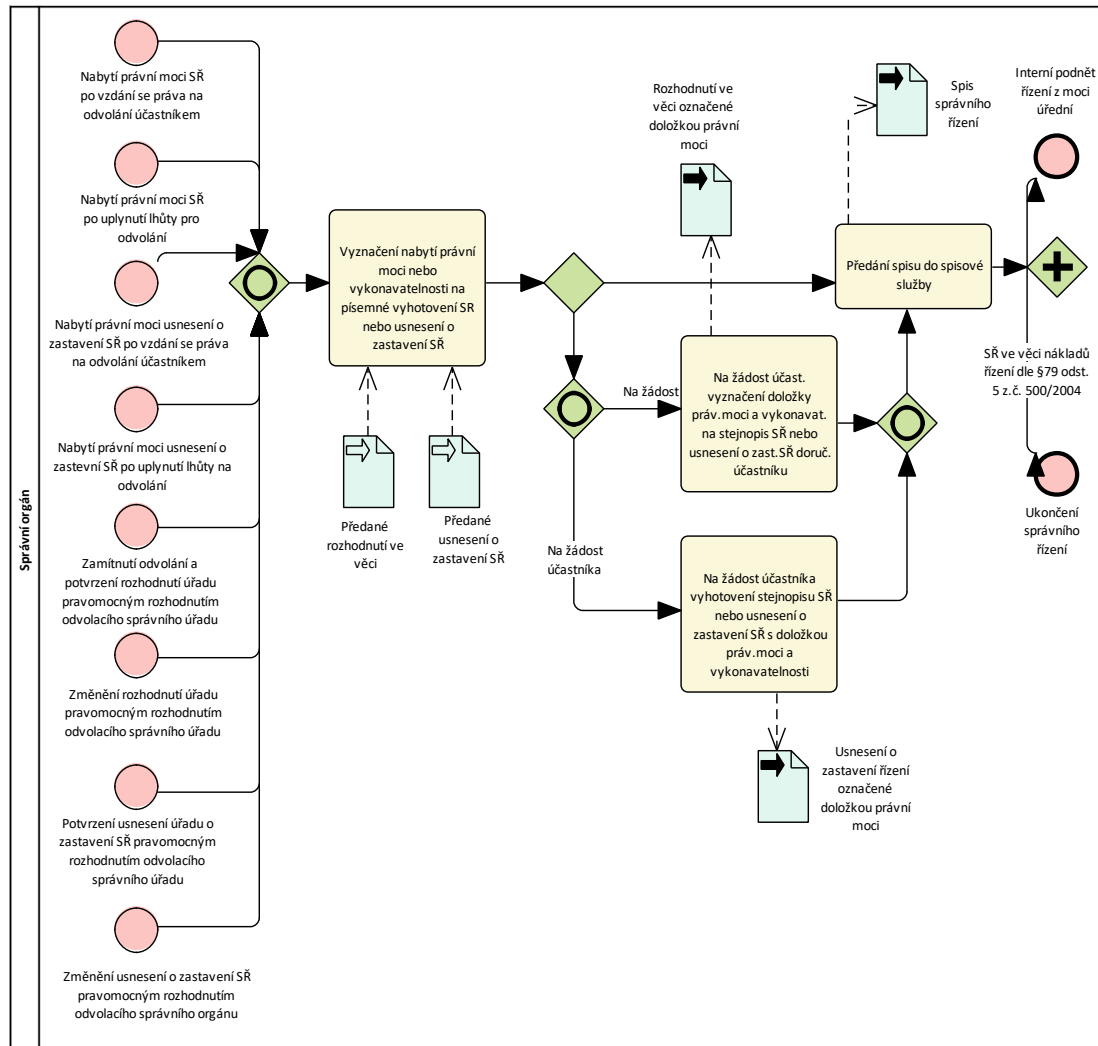 Správní orgán
Nabytí právní moci SŘ
po vzdání se práva na
odvolání účastníkem
Nabytí právní moci SŘ
po uplynutí lhůty pro
odvolání
Nabytí právní moci usnesení o
zastavení SŘ po vzdání se práva
na odvolání účastníkem
Nabytí právní moci usnesení o
zastevní SŘ po uplynutí lhůty na
odvolání
Zamítnutí odvolání a
potvrzení rozhodnutí úřadu
pravomocným rozhodnutím
odvolacího správního úřadu
Změnění rozhodnutí úřadu
pravomocným rozhodnutím
odvolacího správního úřadu
Potvrzení usnesení úřadu o
zastavení SŘ pravomocným
rozhodnutím odvolacího
správního úřadu
Změnění usnesení o zastavení SŘ
pravomocným rozhodnutím
odvolacího správního orgánu
Vyznačení nabytí právní
moci nebo
vykonavatelnosti na
písemné vyhotovení SR
nebo usnesení o
zastavení SŘ
Předané
rozhodnutí ve
věci
Předané
usnesení o
zastavení SŘ
Na žádost
Na žádost
účastníka
Rozhodnutí ve
věci označené
doložkou právní
moci
Na žádost účast.
vyznačení doložky
práv.moci a vykonavat.
na stejnopis SŘ nebo
usnesení o zast.SŘ doruč.
účastníku
Na žádost účastníka
vyhotovení stejnopisu SŘ
nebo usnesení o
zastavení SŘ s doložkou
práv.moci a
vykonavatelnosti
Usnesení o
zastavení řízení
označené
doložkou právní
moci
Spis
správního
řízení
Předání spisu do spisové
služby
Interní podnět
řízení z moci
úřední
SŘ ve věci nákladů
řízení dle §79 odst.
5 z.č. 500/2004
Ukončení
správního
řízení